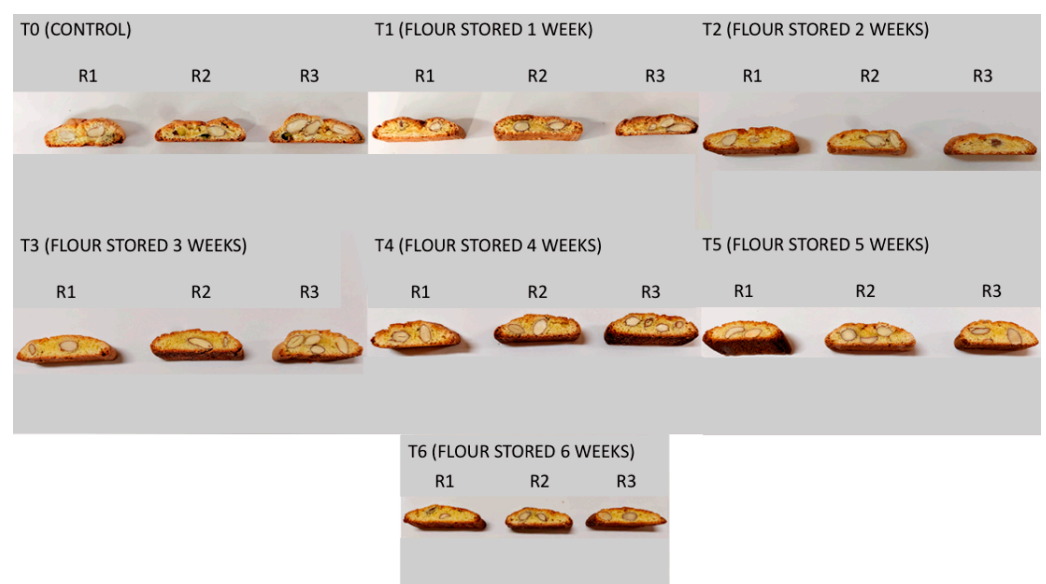 T0 (CONTROL)
R1 R2 R3
T1 (FLOUR STORED 1 WEEK)
R1 R2 R3
T2 (FLOUR STORED 2 WEEKS)
R1 R2 R3
T3 (FLOUR STORED 3 WEEKS)
R1 R2 R3
T4 (FLOUR STORED 4 WEEKS)
R1 R2 R3
T5 (FLOUR STORED 5 WEEKS)
R1 R2 R3
T6 (FLOUR STORED 6 WEEKS)
R1 R2 R3